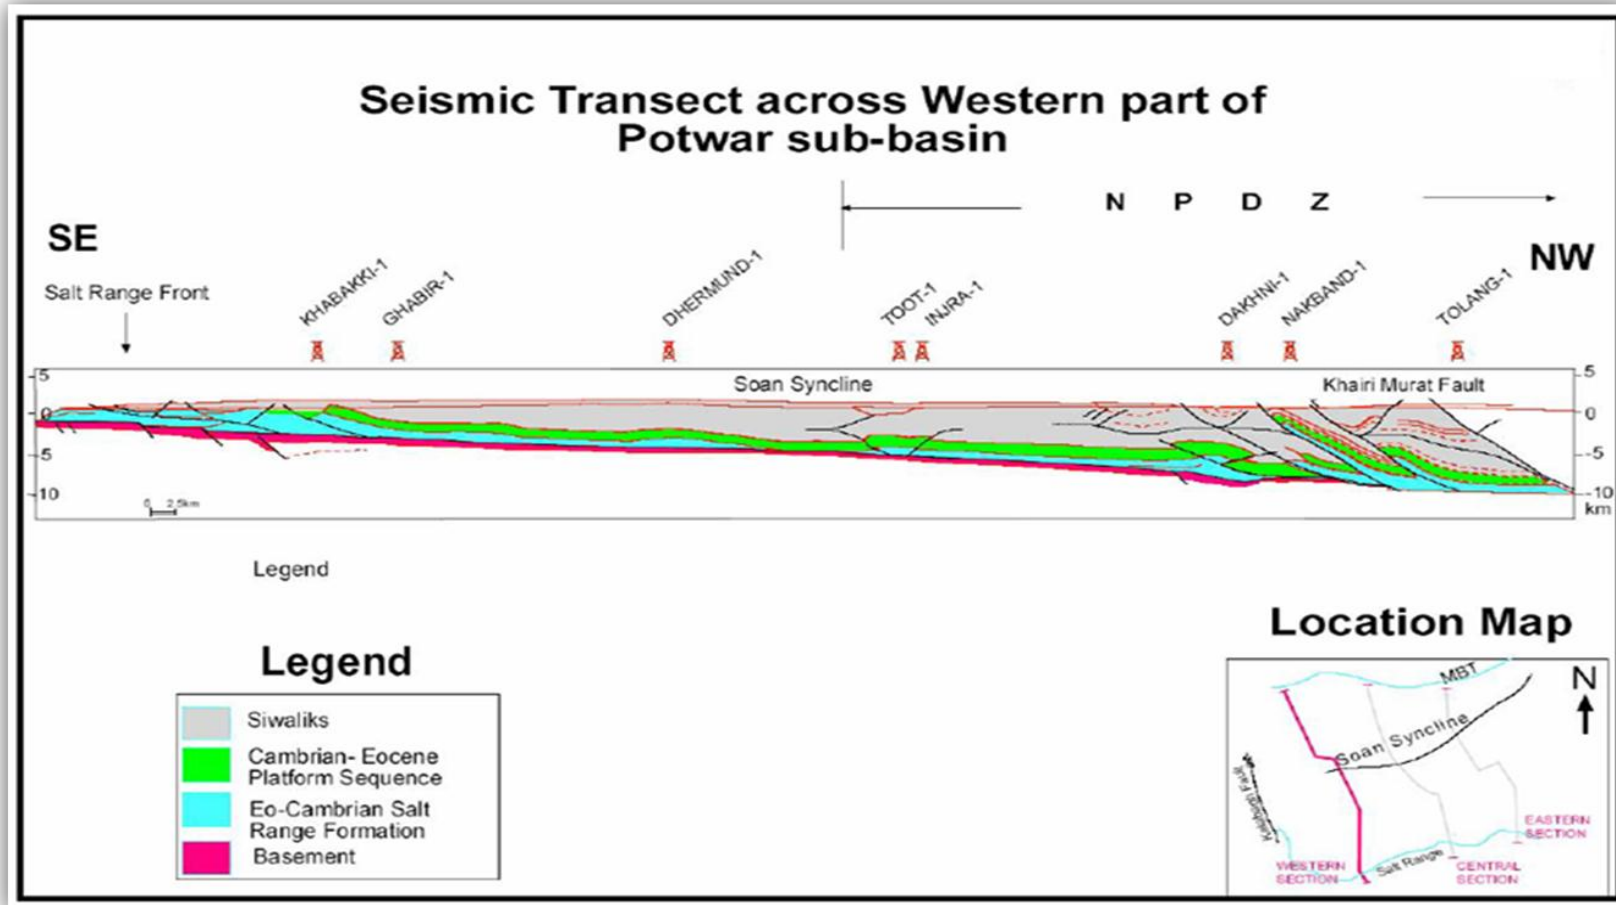 Seismic Transect across Western part of
Potwar sub-basin
N P D Z
SE
NW
Salt Range Front
KHABAKKI-1
GHABIR-1
DHERMUND-1
TOOT-1
INJRA-1
DAKHNI-1
NAKBAND-1
TOLANG-1
5
0
-5
-10
Soan Syncline
Khairi Murat Fault
5
0
-5
-10
km
0 2.5km
Legend
Legend
Siwaliks
Cambrian- Eocene
Platform Sequence
Eo-Cambrian Salt
Range Formation
Basement
Location Map
N
MBT
Soan Syncline
Fault
Salt Range
WESTERN
SECTION
CENTRAL
SECTION
EASTERN
SECTION